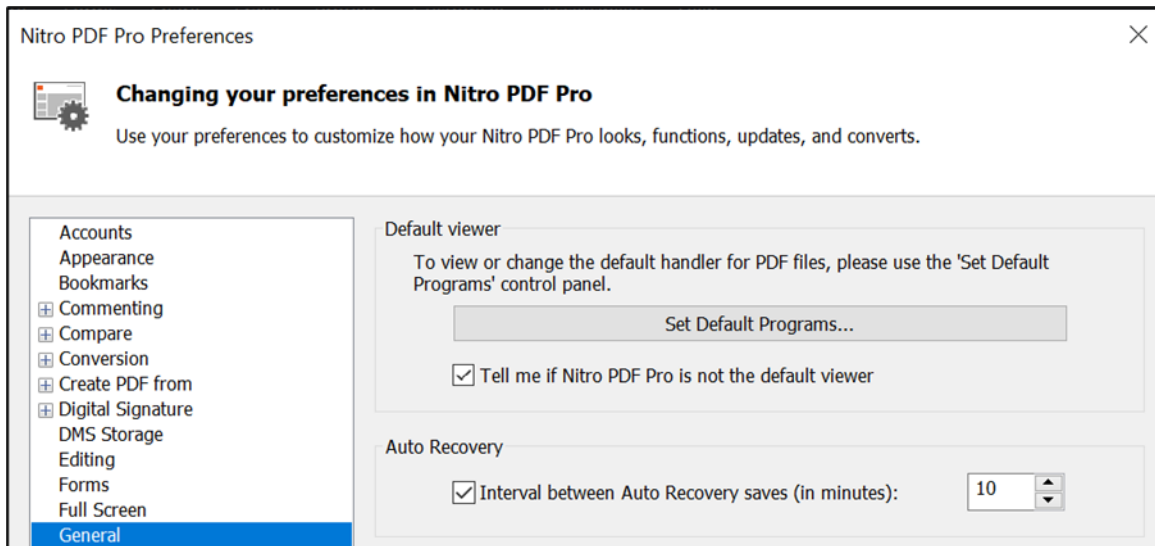 Nitro PDF Pro Preferences
Changing your preferences in Nitro PDF Pro
Use your preferences to customize how your Nitro PDF Pro looks, functions, updates, and converts.
Accounts
Appearance
Bookmarks
Commenting
Compare
Conversion
Create PDF from
Digital Signature
DMS Storage
Editing
Forms
Full Screen
General
Default viewer
To view or change the default handler for PDF files, please use the 'Set Default
Programs' control panel.
Set Default Programs...
Tell me if Nitro PDF Pro is not the default viewer
Auto Recovery
Interval between Auto Recovery saves (in minutes): 10